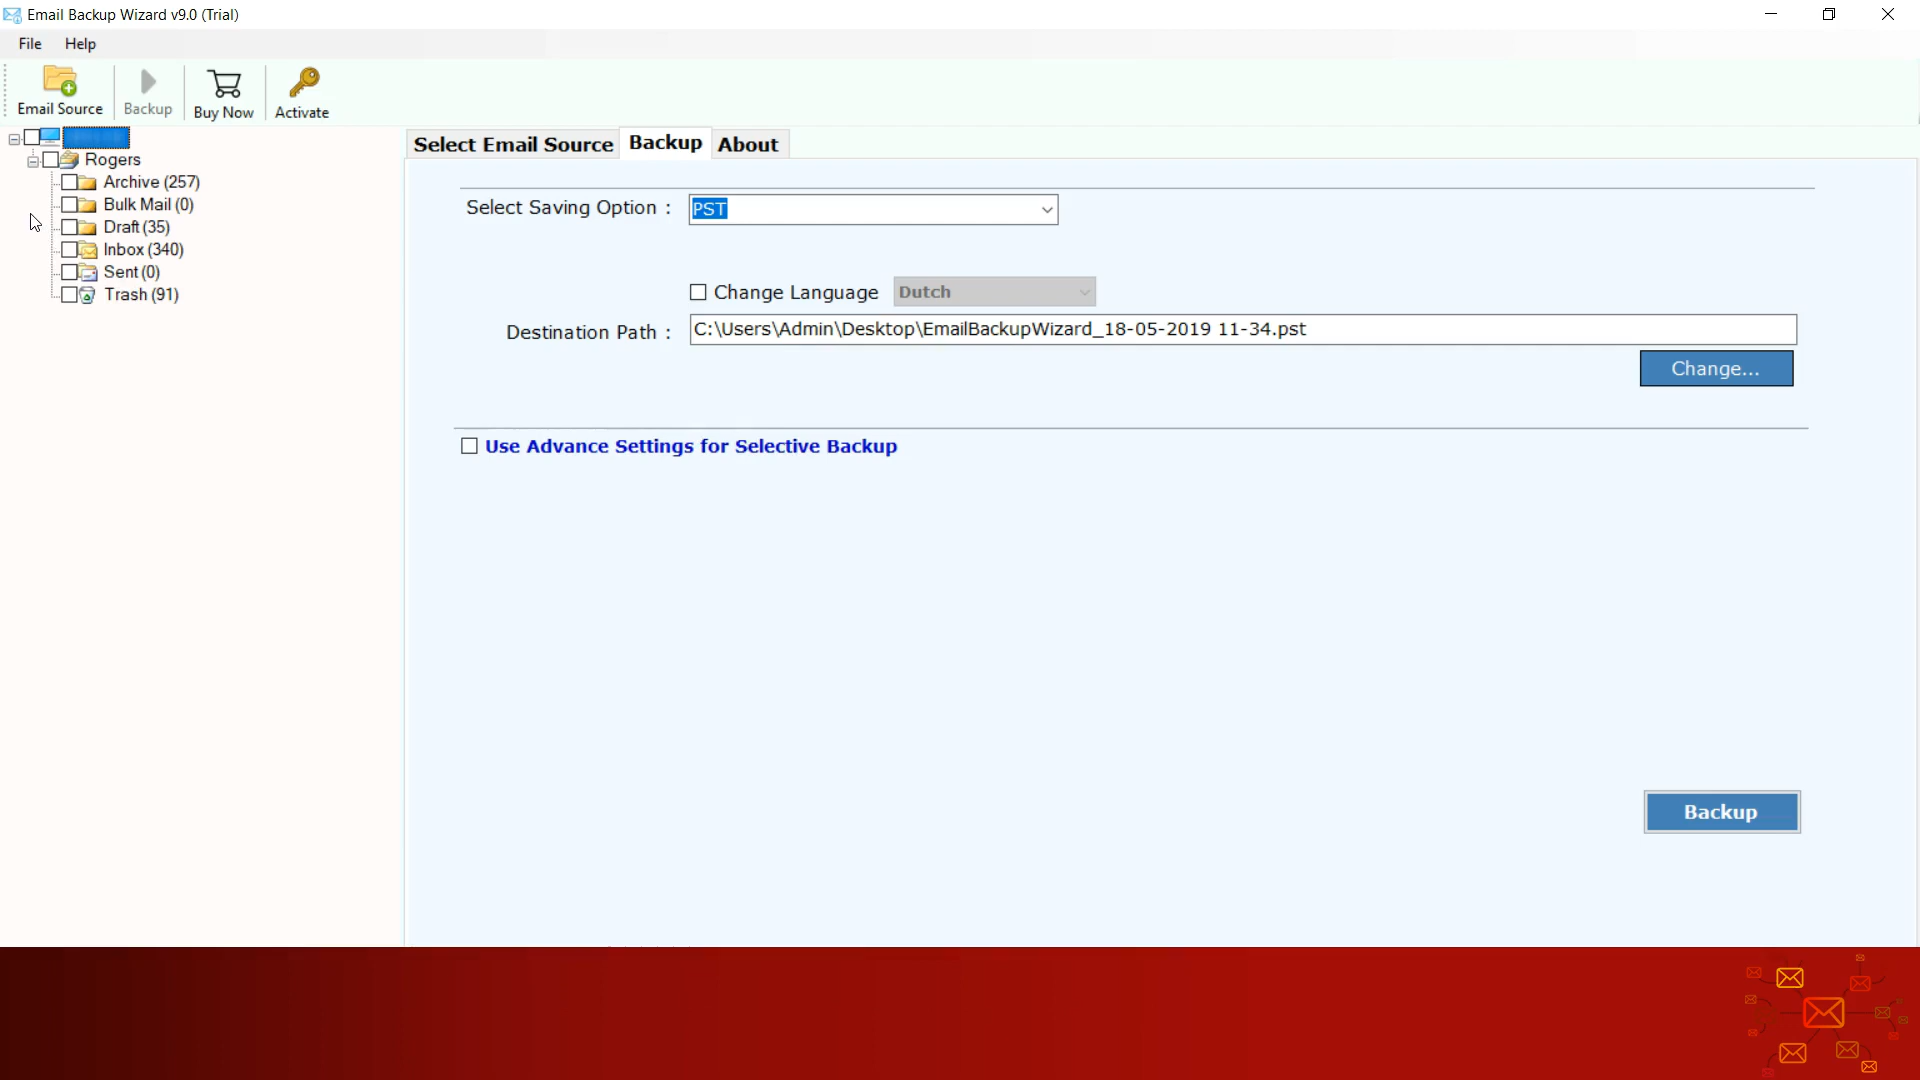 Email Backup Wizard v9.0 (Trial)
File Help
Email Source Backup Buy Now Activate
Rogers
Archive (257)
Bulk Mail (0)
Draft (35)
Inbox (340)
Sent (0)
Trash (91)
Select Email Source Backup About
Select Saving Option : PST
Change Language Dutch
Destination Path : C:\Users\Admin\Desktop\EmailBackupWizard_18-05-2019 11-34.pst
Change...
Use Advance Settings for Selective Backup
Backup